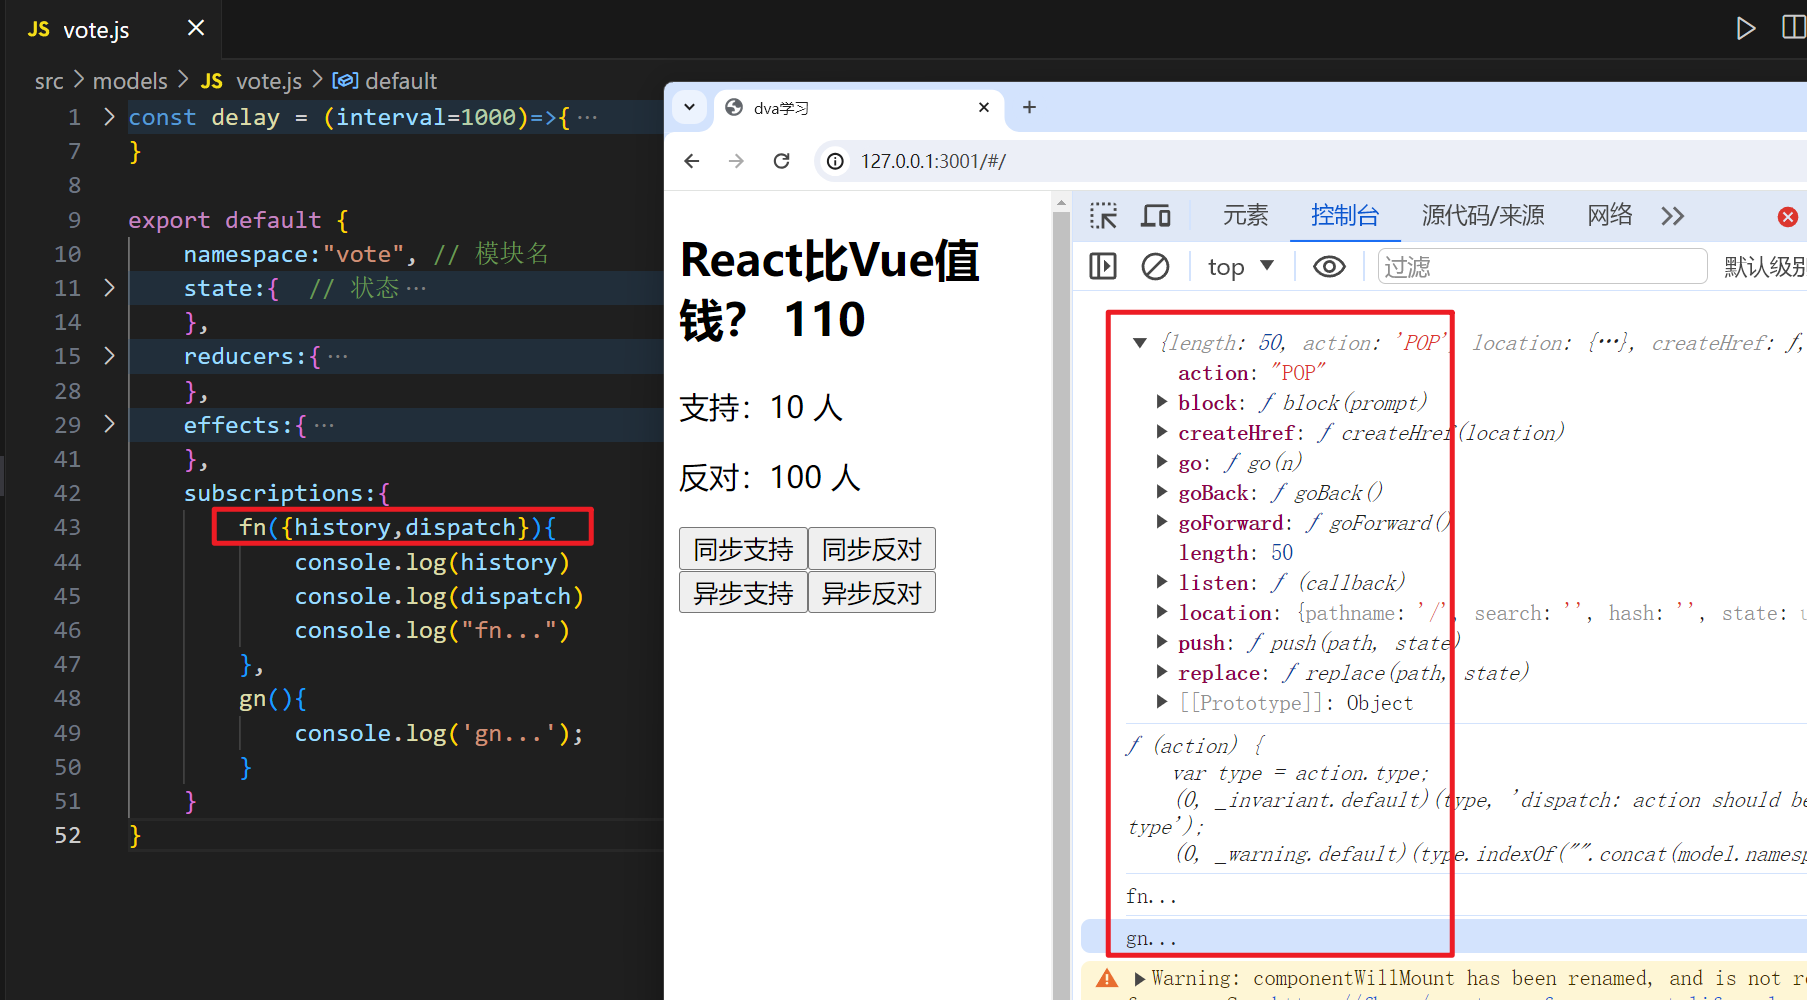 JS vote.js
src > models > JS vote.js > default
1 const delay = (interval=1000)=>{ ···
7 }
8
9 export default {
10 namespace:"vote", // 模块名
11 state:{ // 状态 ···
14 },
15 reducers:{ ···
28 },
29 effects:{ ···
41 },
42 subscriptions:{
43 fn({history,dispatch}){
44 console.log(history)
45 console.log(dispatch)
46 console.log("fn...")
47 },
48 gn(){
49 console.log('gn...');
50 }
51 }
52 }
dva学习
127.0.0.1:3001/#/
React比Vue值
钱？ 110
支持：10 人
反对：100 人
同步支持 同步反对
异步支持 异步反对
元素 控制台 源代码/来源 网络
top 过滤 默认级别
{length: 50, action: 'POP', location: {…}, createHref: ƒ,
action: "POP"
block: ƒ block(prompt)
createHref: ƒ createHref(location)
go: ƒ go(n)
goBack: ƒ goBack()
goForward: ƒ goForward()
length: 50
listen: ƒ (callback)
location: {pathname: '/', search: '', hash: '', state:
push: ƒ push(path, state)
replace: ƒ replace(path, state)
[[Prototype]]: Object
ƒ (action) {
var type = action.type;
(0, _invariant.default)(type, 'dispatch: action should be
type');
(0, _warning.default)(type.indexOf("".concat(model.namesp
fn...
gn...
Warning: componentWillMount has been renamed, and is not re